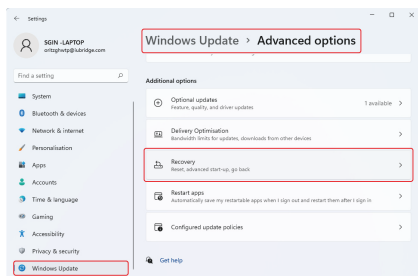 Settings
SGIN -LAPTOP
oritzghwtp@lubridge.com
Windows Update > Advanced options
Find a setting
Additional options
System
Optional updates
Feature, quality, and driver updates
1 available
Bluetooth & devices
Network & internet
Delivery Optimisation
Bandwidth limits for updates, downloads from other devices
Personalisation
Apps
Recovery
Reset, advanced start-up, go back
Accounts
Time & language
Restart apps
Automatically save my restartable apps when I sign out and restart them after I sign in
Gaming
Accessibility
Configured update policies
Privacy & security
Windows Update
Get help